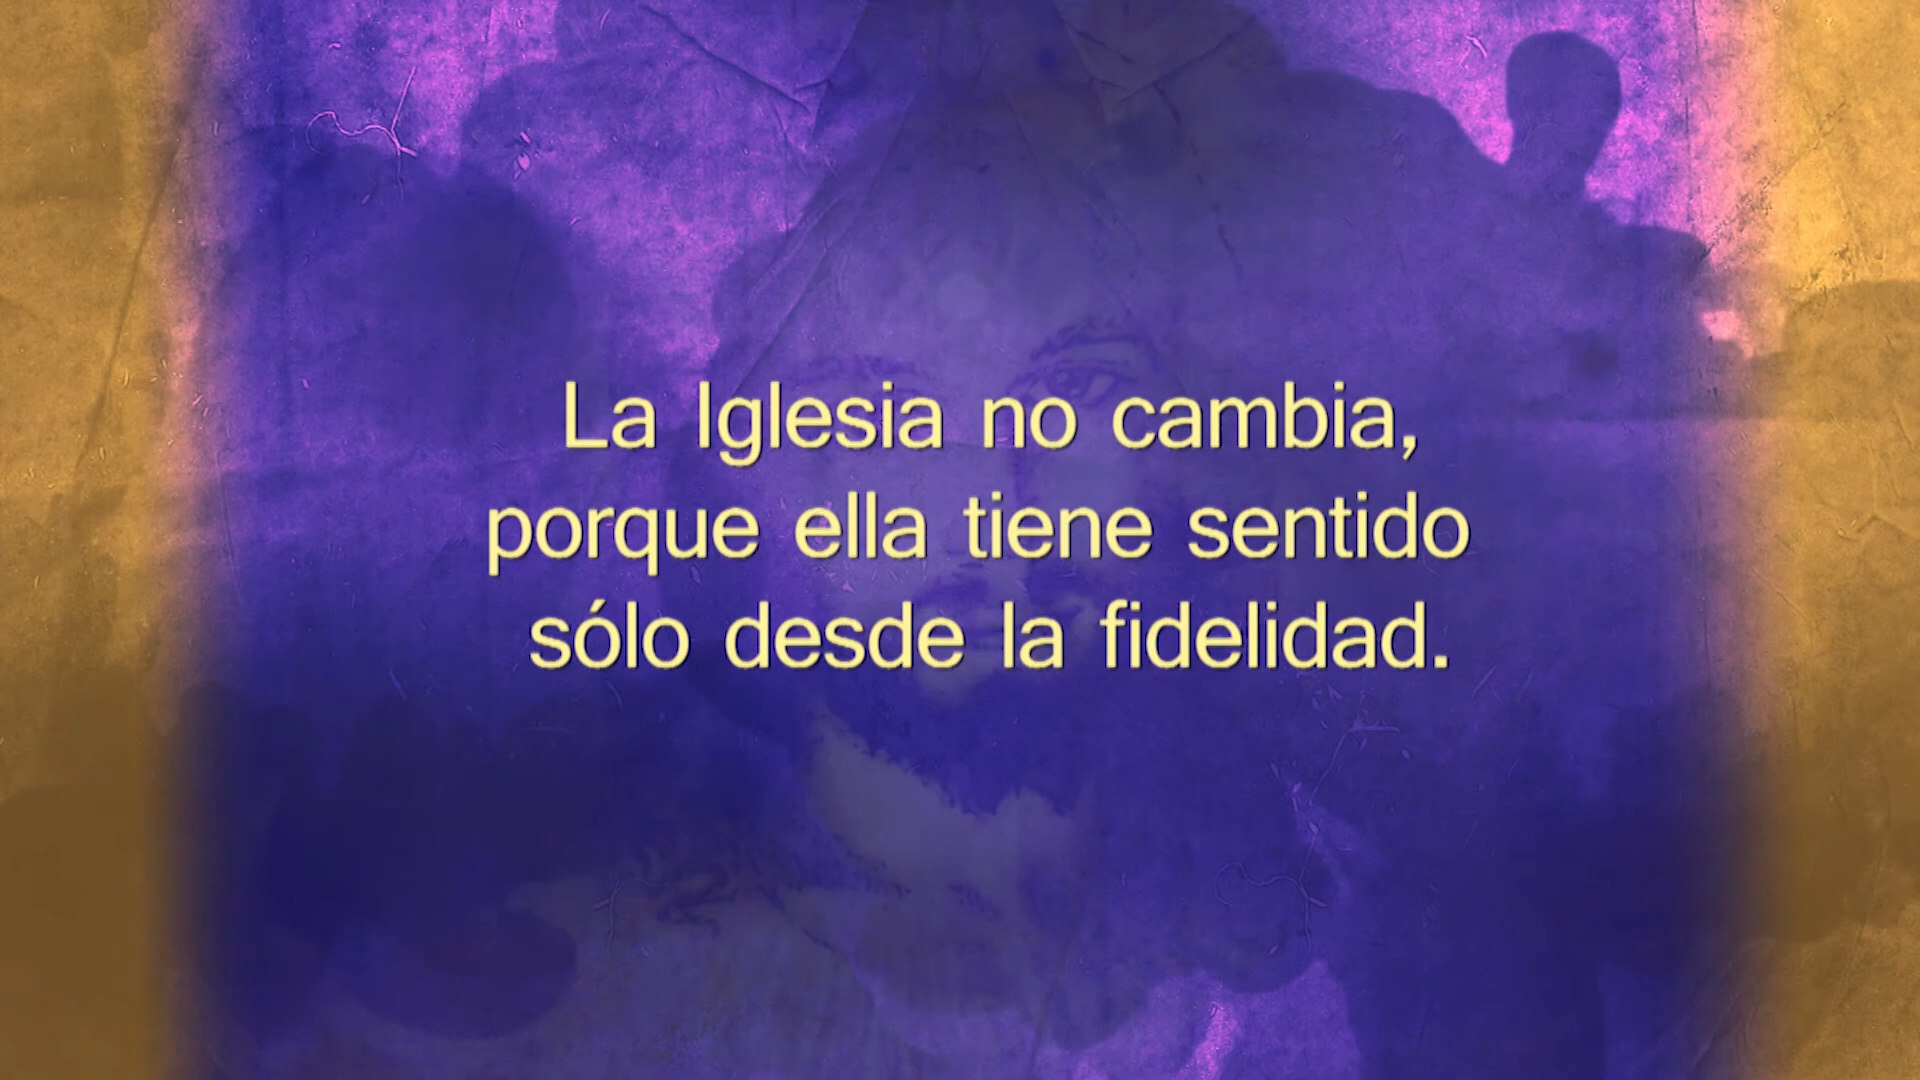 La Iglesia no cambia,
porque ella tiene sentido
sólo desde la fidelidad.